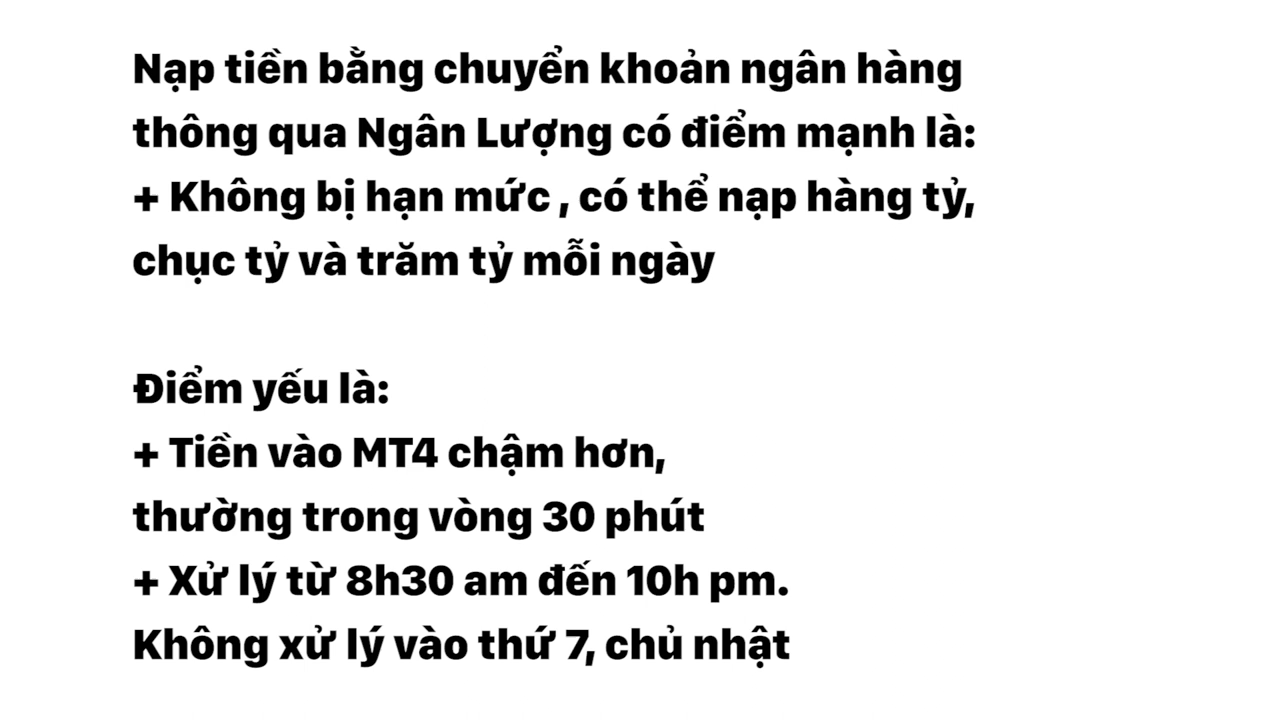 Nạp tiền bằng chuyển khoản ngân hàng
thông qua Ngân Lượng có điểm mạnh là:
+ Không bị hạn mức , có thể nạp hàng tỷ,
chục tỷ và trăm tỷ mỗi ngày
Điểm yếu là:
+ Tiền vào MT4 chậm hơn,
thường trong vòng 30 phút
+ Xử lý từ 8h30 am đến 10h pm.
Không xử lý vào thứ 7, chủ nhật